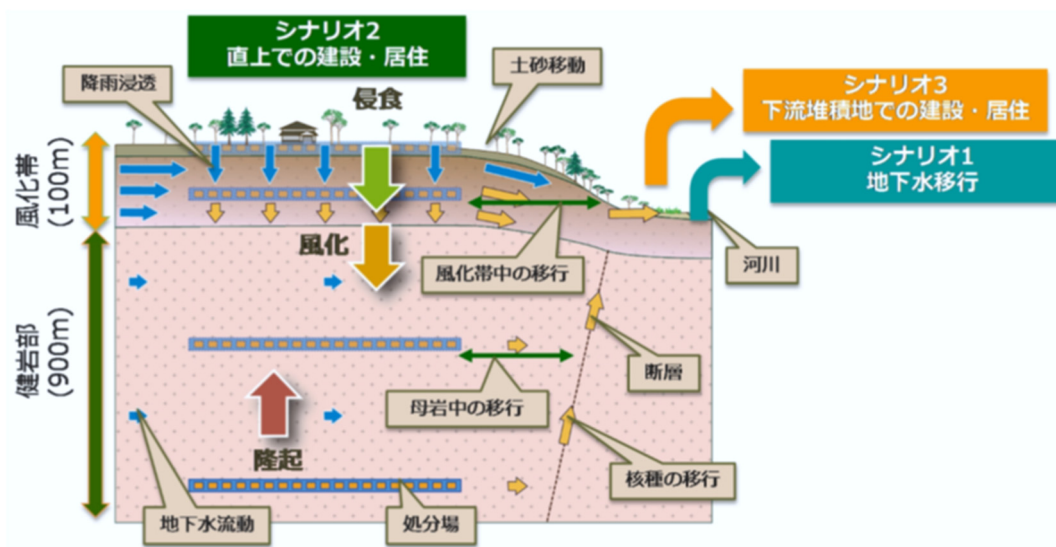 シナリオ2
直上での建設・居住
降雨浸透
侵食
土砂移動
シナリオ3
下流堆積地での建設・居住
シナリオ1
地下水移行
風化帯
(100m)
風化
風化帯中の移行
河川
健岩部
(900m)
断層
母岩中の移行
隆起
核種の移行
地下水流動
処分場